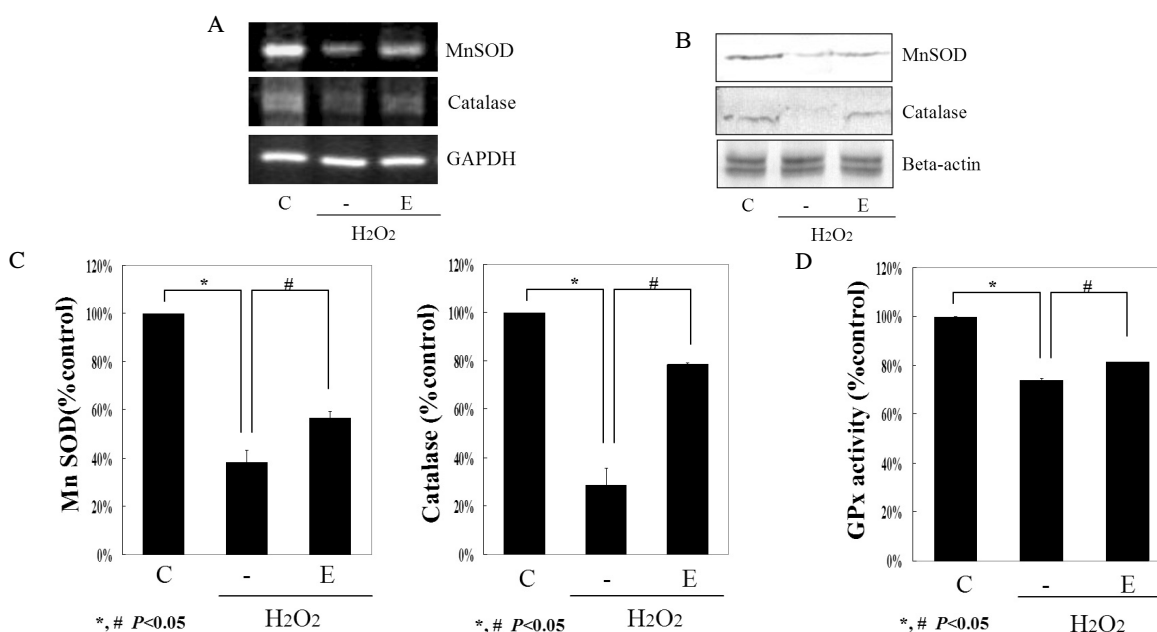 A
MnSOD
Catalase
GAPDH
C - E
H2O2
B
MnSOD
Catalase
Beta-actin
C - E
H2O2
C
Mn SOD(%control)
120%
100%
80%
60%
40%
20%
0%
* #
C - E
H2O2
*, # P<0.05
Catalase (%control)
120%
100%
80%
60%
40%
20%
0%
* #
C - E
H2O2
*, # P<0.05
D
GPx activity (%control)
120%
100%
80%
60%
40%
20%
0%
* #
C - E
H2O2
*, # P<0.05